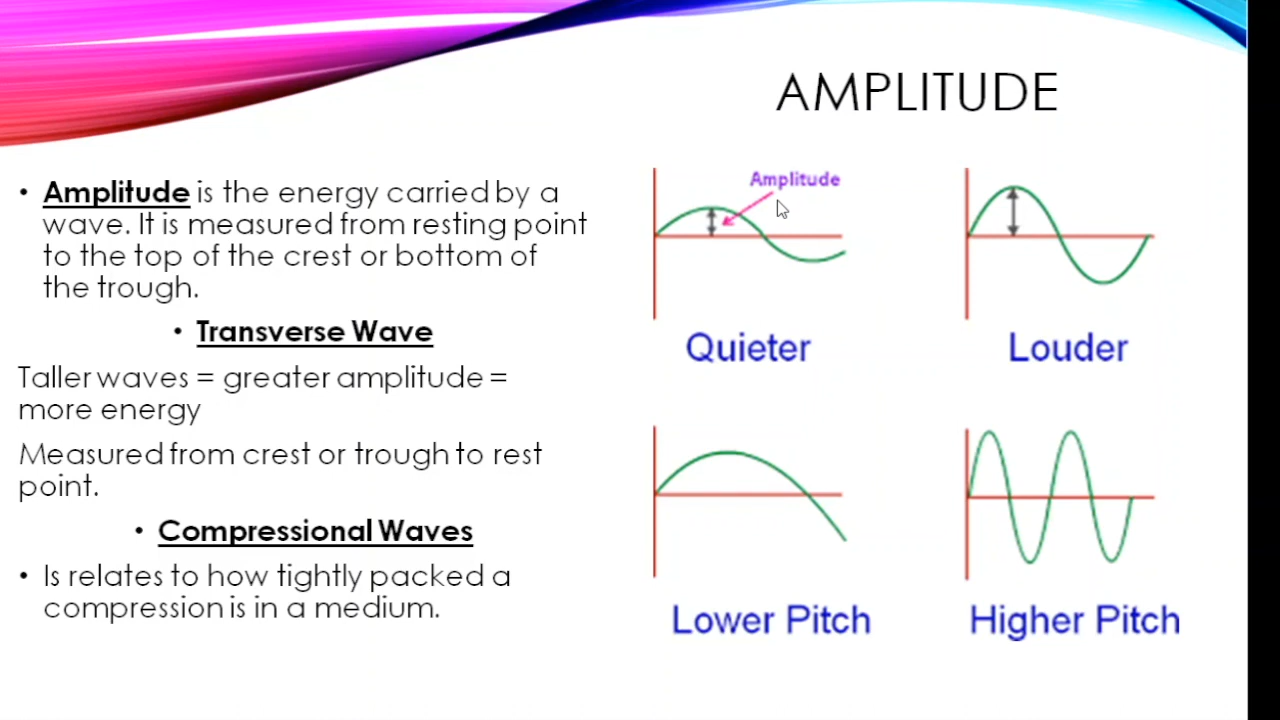 AMPLITUDE
• Amplitude is the energy carried by a
wave. It is measured from resting point
to the top of the crest or bottom of
the trough.
• Transverse Wave
Taller waves = greater amplitude =
more energy
Measured from crest or trough to rest
point.
• Compressional Waves
• Is relates to how tightly packed a
compression is in a medium.
Amplitude
Quieter
Louder
Lower Pitch
Higher Pitch